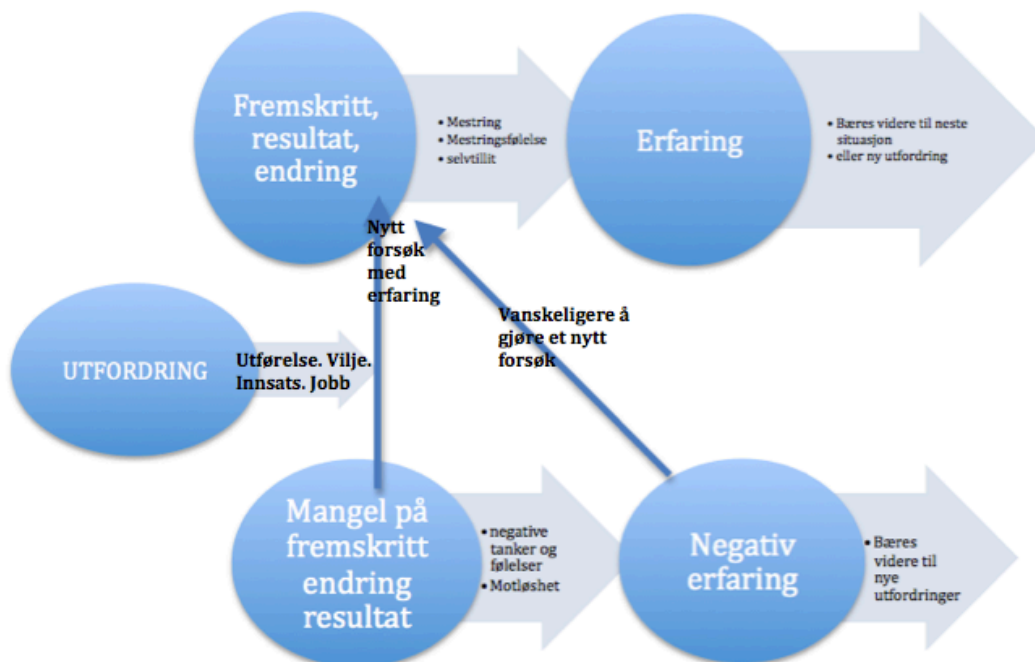 Fremskritt,
resultat,
endring
• Mestring
• Mestringsfølelse
• selvtillit
Erfaring
• Bæres videre til neste
situasjon
• eller ny utfordring
Nytt
forsøk
med
erfaring
Vanskeligere å
gjøre et nytt
forsøk
UTFORDRING
Utførelse. Vilje.
Innsats. Jobb
Mangel på
fremskritt
endring
resultat
• negative
tanker og
følelser
• Motløshet
Negativ
erfaring
• Bæres
videre til
nye
utfordringer